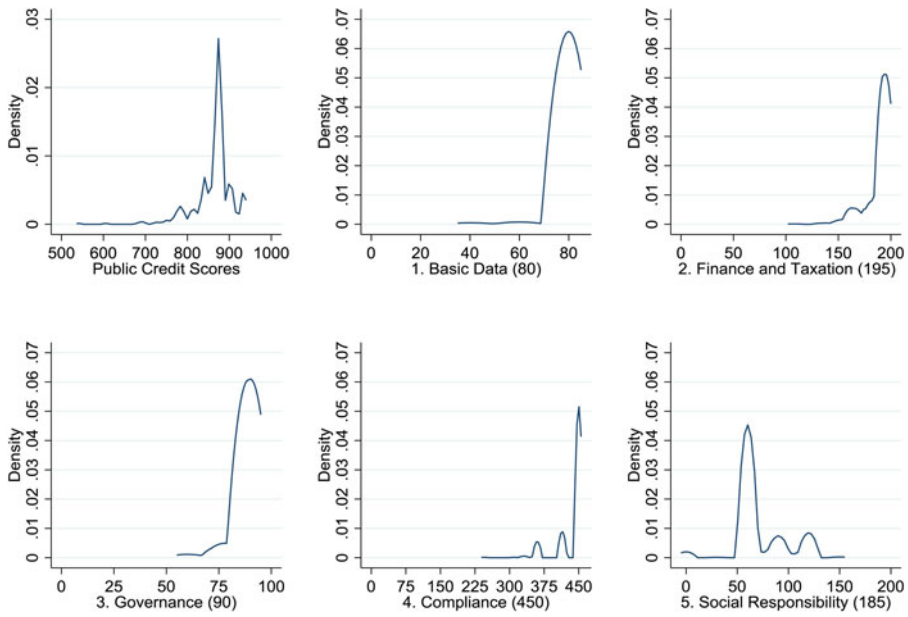 Density
.03
.02
.01
0
500 600 700 800 900 1000
Public Credit Scores
Density
.07
.06
.05
.04
.03
.02
.01
0
0 20 40 60 80
1. Basic Data (80)
Density
.07
.06
.05
.04
.03
.02
.01
0
0 50 100 150 200
2. Finance and Taxation (195)
Density
.07
.06
.05
.04
.03
.02
.01
0
0 25 50 75 100
3. Governance (90)
Density
.07
.06
.05
.04
.03
.02
.01
0
0 75 150 225 300 375 450
4. Compliance (450)
Density
.07
.06
.05
.04
.03
.02
.01
0
0 50 100 150 200
5. Social Responsibility (185)